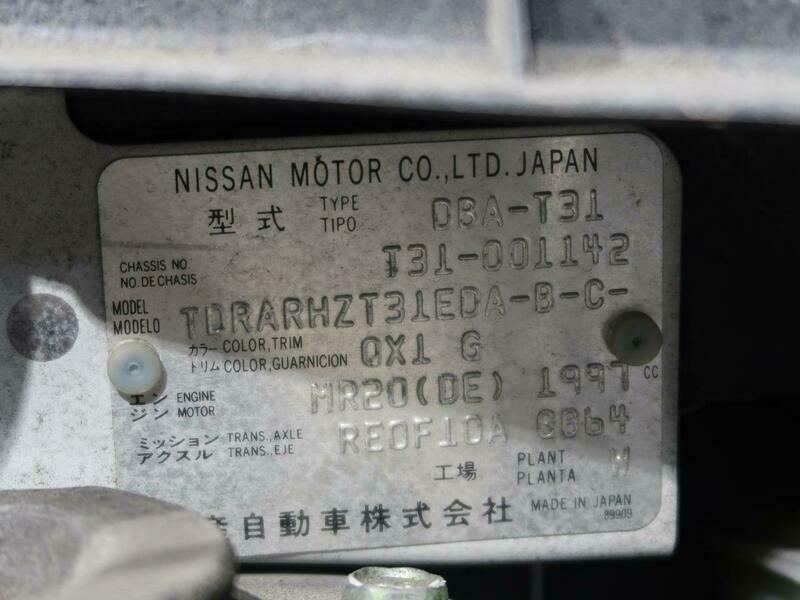 NISSAN MOTOR CO.,LTD. JAPAN
型式 TYPE TIPO DBA-T31
CHASSIS NO. NO. DE CHASIS T31-001142
MODEL MODELO TDRARHZT31EDA-B-C-
カラー COLOR, TRIM トリム COLOR, GUARNICION QX1 G
エンジン ENGINE MOTOR MR20(DE) 1997 CC
ミッション TRANS., AXLE アクスル TRANS., EJE RE0F10A GG64
工場 PLANT PLANTA W
産自動車株式会社 MADE IN JAPAN
89909